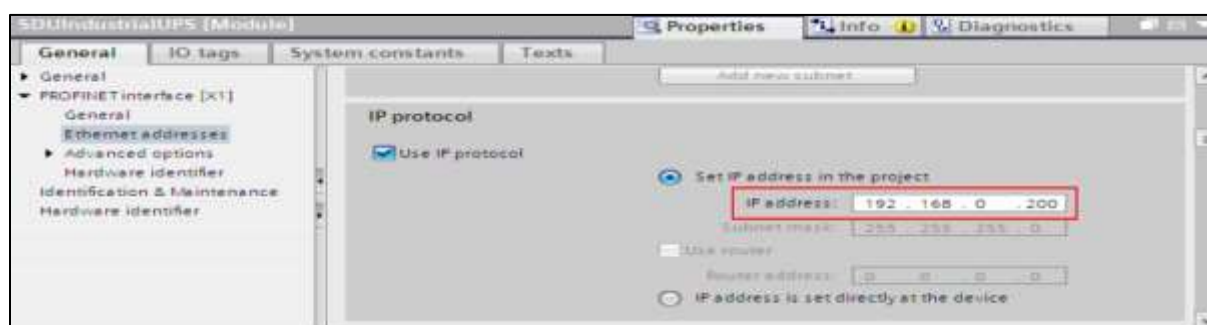 SDUIndustrialUPS [Module]
Properties Info Diagnostics
General IO tags System constants Texts
General
PROFINET interface [X1]
General
Ethernet addresses
Advanced options
Hardware identifier
Identification & Maintenance
Hardware identifier
Add new subnet
IP protocol
Use IP protocol
Set IP address in the project
IP address: 192 . 168 . 0 . 200
Subnet mask: 255 . 255 . 255 . 0
Use router
Router address: 0 . 0 . 0 . 0
IP address is set directly at the device